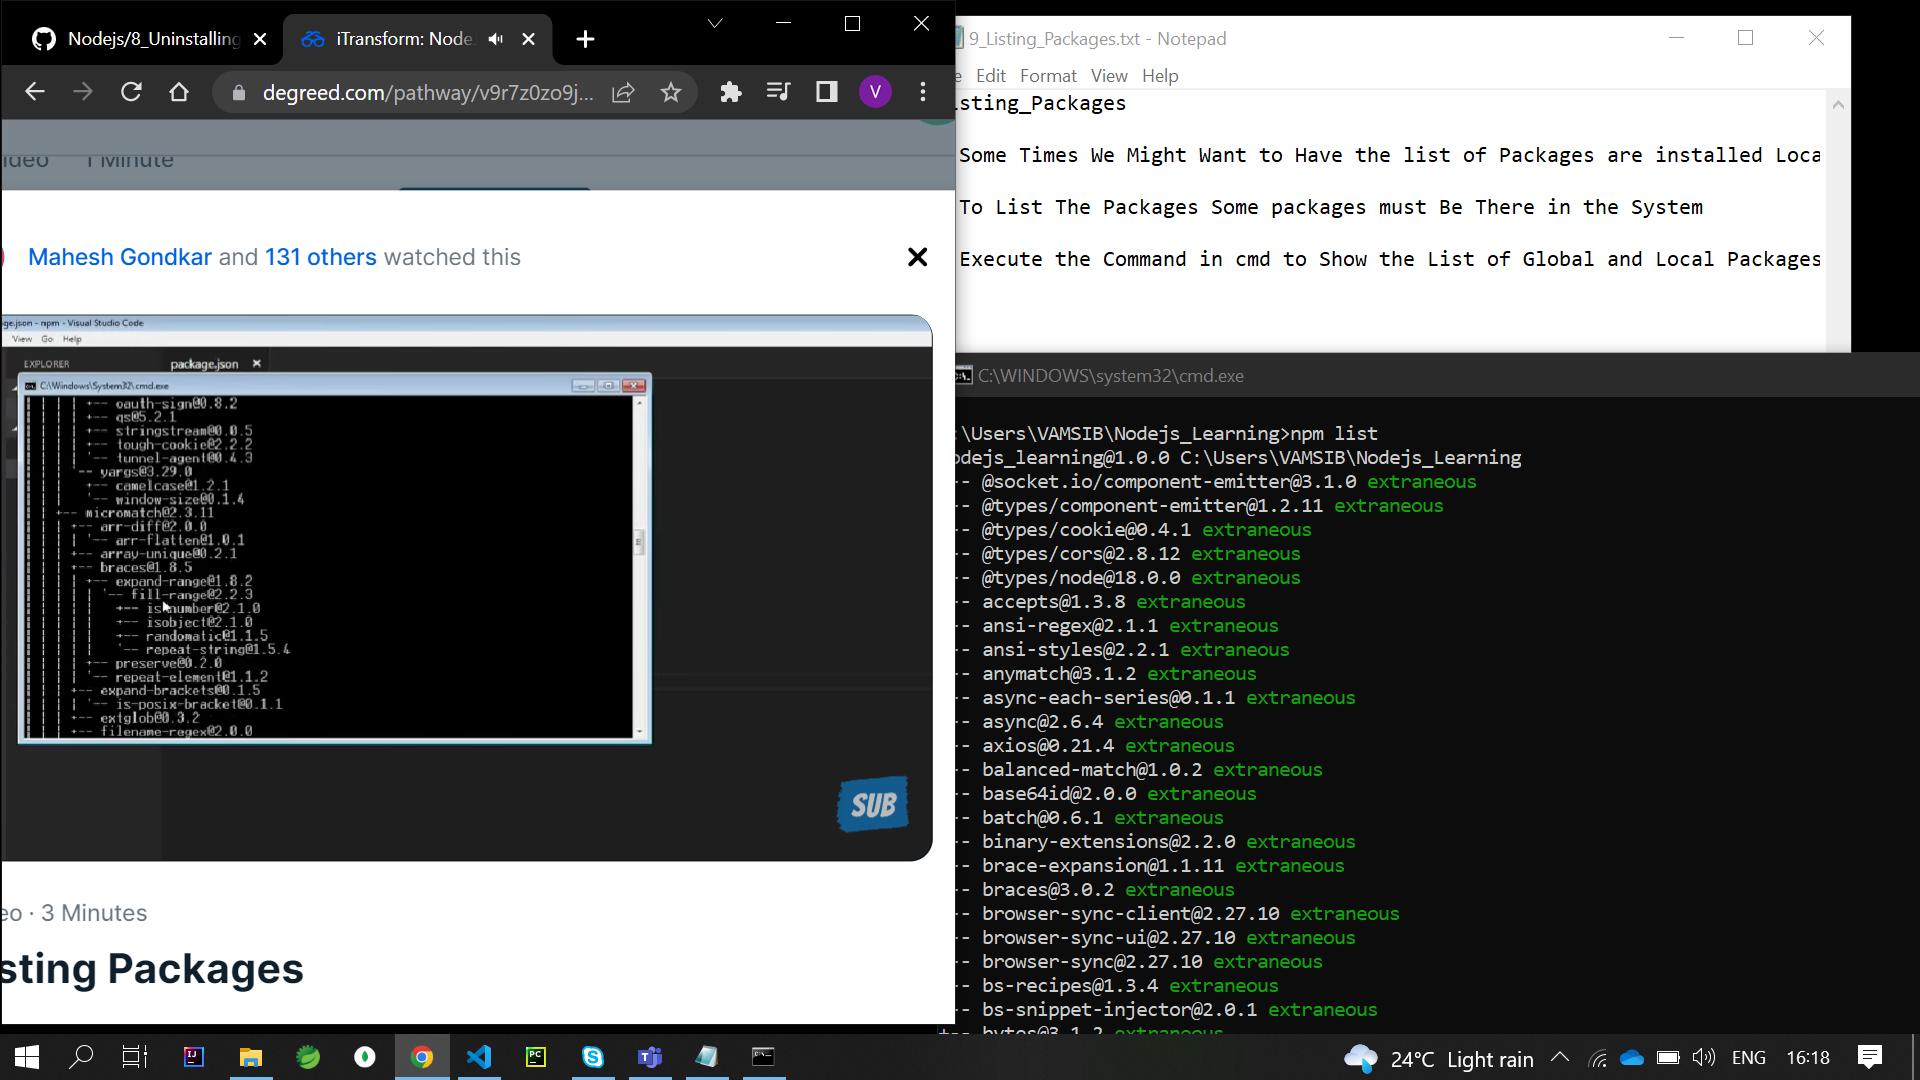 Nodejs/8_Uninstalling
iTransform: Node
degreed.com/pathway/v9r7z0zo9j...
V
1 Minute
Mahesh Gondkar and 131 others watched this
ge.json - npm - Visual Studio Code
View Go Help
EXPLORER
package.json
C:\Windows\System32\cmd.exe
| | | | +-- oauth-sign@0.8.2
| | | | +-- qs@5.2.1
| | | | +-- stringstream@0.0.5
| | | | +-- tough-cookie@2.2.2
| | | | `-- tunnel-agent@0.4.3
| | | `-- yargs@3.29.0
| | |   +-- camelcase@1.2.1
| | |   `-- window-size@0.1.4
| | +-- micromatch@2.3.11
| | | +-- arr-diff@2.0.0
| | | | `-- arr-flatten@1.0.1
| | | +-- array-unique@0.2.1
| | | +-- braces@1.8.5
| | | | +-- expand-range@1.8.2
| | | | | `-- fill-range@2.2.3
| | | | |   +-- is-number@2.1.0
| | | | |   +-- isobject@2.1.0
| | | | |   +-- randomatic@1.1.5
| | | | |   `-- repeat-string@1.5.4
| | | | +-- preserve@0.2.0
| | | | `-- repeat-element@1.1.2
| | | +-- expand-brackets@0.1.5
| | | | `-- is-posix-bracket@0.1.1
| | | +-- extglob@0.3.2
| | | +-- filename-regex@2.0.0
SUB
eo · 3 Minutes
sting Packages
9_Listing_Packages.txt - Notepad
Edit Format View Help
sting_Packages
Some Times We Might Want to Have the list of Packages are installed Loca
To List The Packages Some packages must Be There in the System
Execute the Command in cmd to Show the List of Global and Local Packages
C:\WINDOWS\system32\cmd.exe
:\Users\VAMSIB\Nodejs_Learning>npm list
odejs_learning@1.0.0 C:\Users\VAMSIB\Nodejs_Learning
-- @socket.io/component-emitter@3.1.0 extraneous
-- @types/component-emitter@1.2.11 extraneous
-- @types/cookie@0.4.1 extraneous
-- @types/cors@2.8.12 extraneous
-- @types/node@18.0.0 extraneous
-- accepts@1.3.8 extraneous
-- ansi-regex@2.1.1 extraneous
-- ansi-styles@2.2.1 extraneous
-- anymatch@3.1.2 extraneous
-- async-each-series@0.1.1 extraneous
-- async@2.6.4 extraneous
-- axios@0.21.4 extraneous
-- balanced-match@1.0.2 extraneous
-- base64id@2.0.0 extraneous
-- batch@0.6.1 extraneous
-- binary-extensions@2.2.0 extraneous
-- brace-expansion@1.1.11 extraneous
-- braces@3.0.2 extraneous
-- browser-sync-client@2.27.10 extraneous
-- browser-sync-ui@2.27.10 extraneous
-- browser-sync@2.27.10 extraneous
-- bs-recipes@1.3.4 extraneous
-- bs-snippet-injector@2.0.1 extraneous
+-- bytes@3.1.2 extraneous
24°C Light rain
ENG
16:18